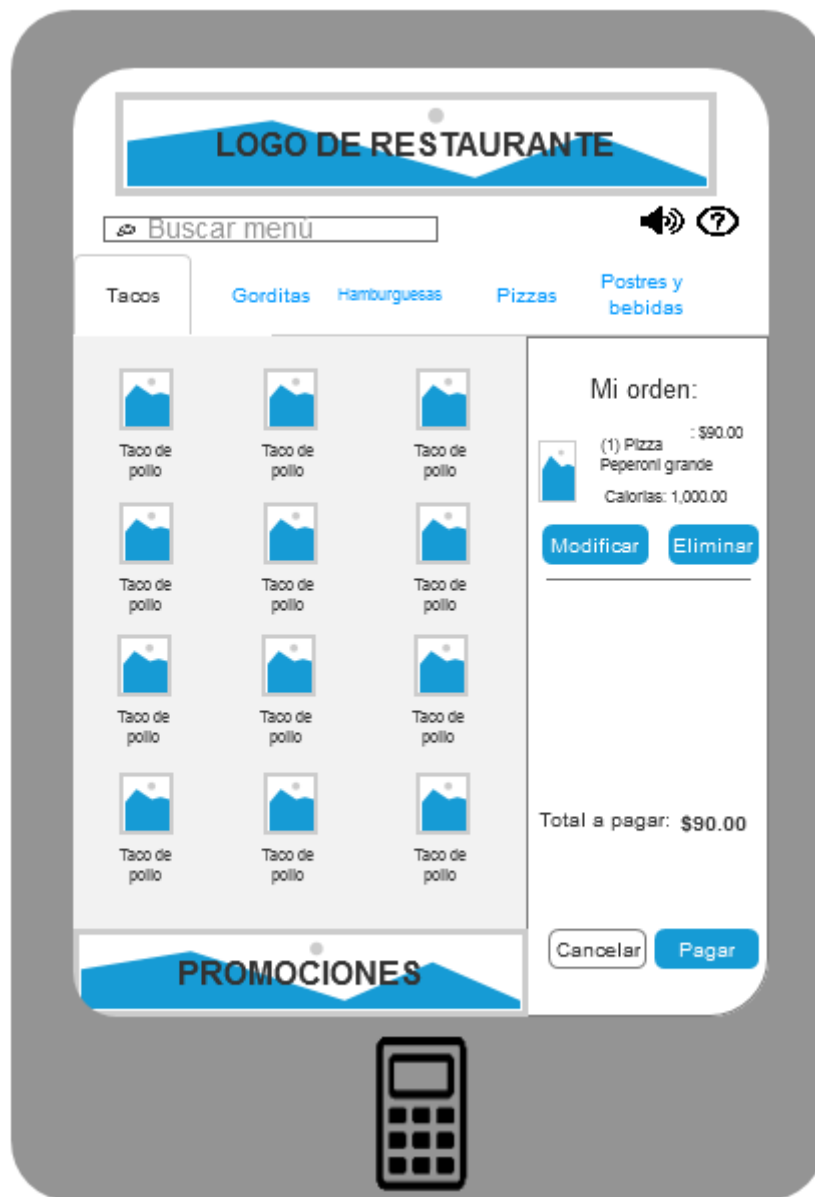 LOGO DE RESTAURANTE
Buscar menú
Tacos
Gorditas
Hamburguesas
Pizzas
Postres y
bebidas
Taco de
pollo
Taco de
pollo
Taco de
pollo
Taco de
pollo
Taco de
pollo
Taco de
pollo
Taco de
pollo
Taco de
pollo
Taco de
pollo
Taco de
pollo
Taco de
pollo
Taco de
pollo
PROMOCIONES
Mi orden:
: $90.00
(1) Pizza
Peperoni grande
Calorias: 1,000.00
Modificar
Eliminar
Total a pagar: $90.00
Cancelar
Pagar